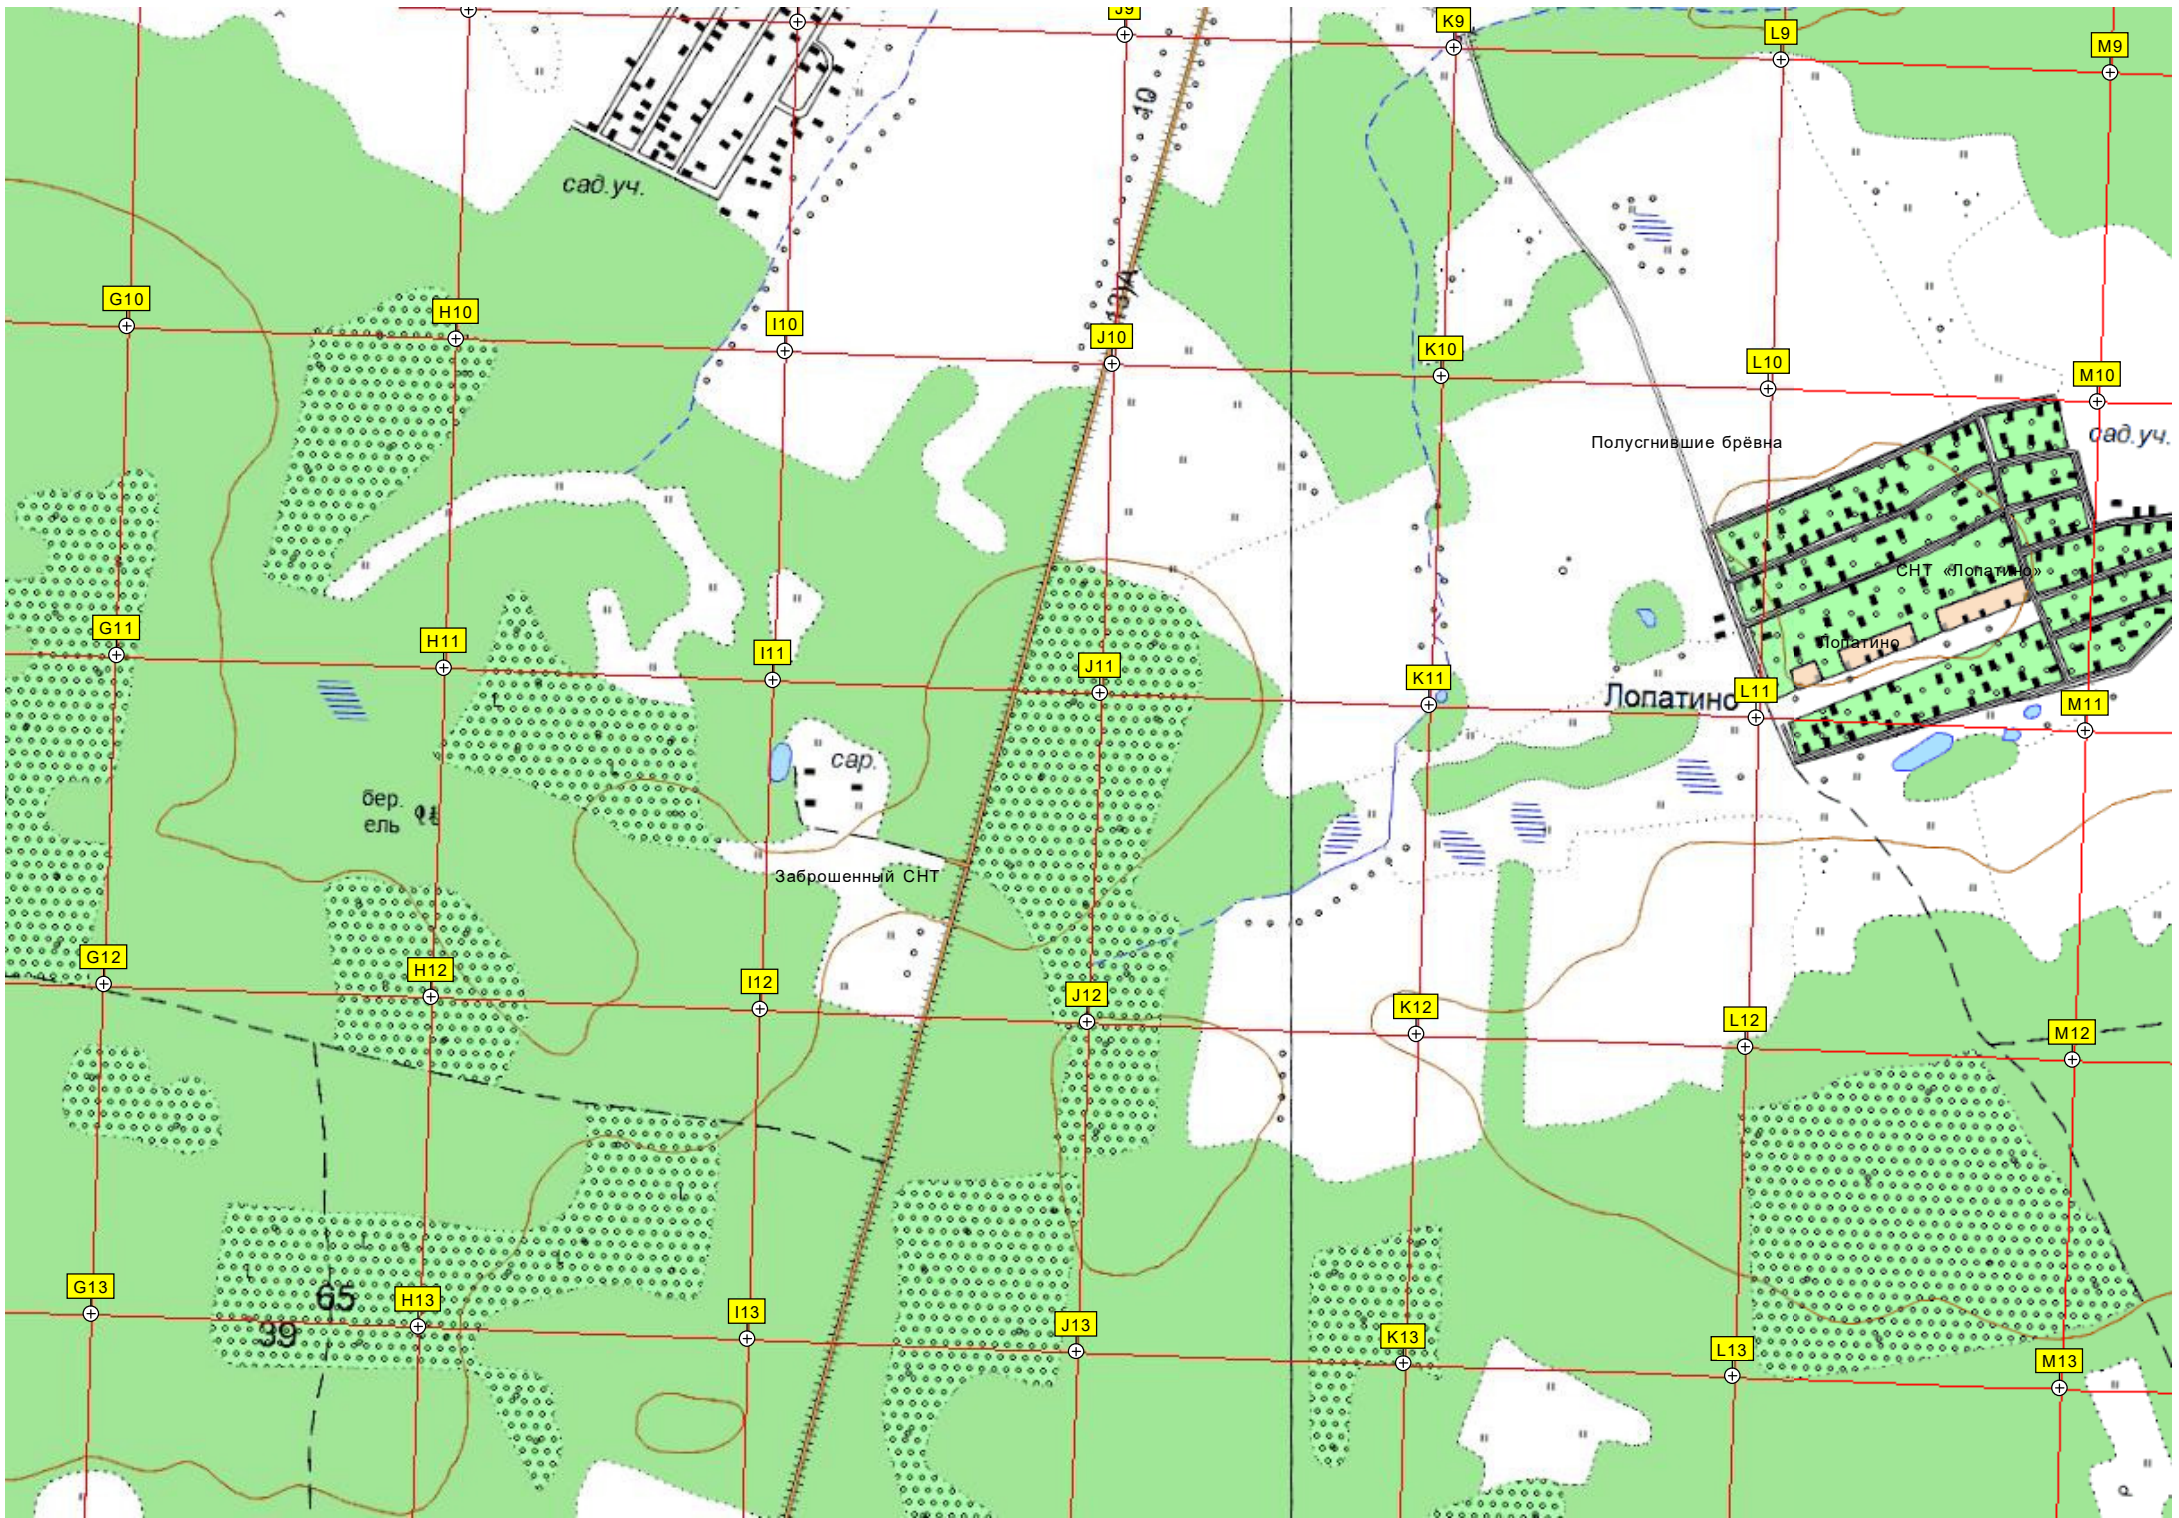 J9
K9
L9
M9
10
сад.уч.
G10
H10
I10
J10
K10
L10
M10
Полусгнившие брёвна
сад.уч.
СНТ «Лопатино»
Лопатино
G11
H11
I11
J11
K11
L11
M11
Лопатино
сар.
бер.
ель
Заброшенный СНТ
G12
H12
I12
J12
K12
L12
M12
G13
H13
I13
J13
K13
L13
M13
65
39